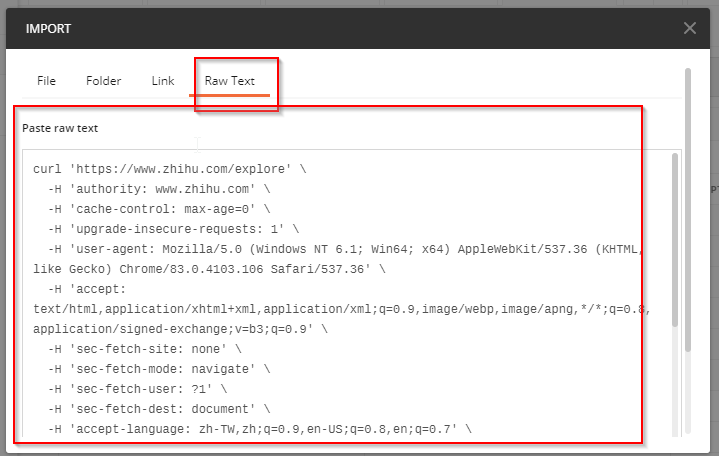 IMPORT
File Folder Link Raw Text
Paste raw text
curl 'https://www.zhihu.com/explore' \
-H 'authority: www.zhihu.com' \
-H 'cache-control: max-age=0' \
-H 'upgrade-insecure-requests: 1' \
-H 'user-agent: Mozilla/5.0 (Windows NT 6.1; Win64; x64) AppleWebKit/537.36 (KHTML,
like Gecko) Chrome/83.0.4103.106 Safari/537.36' \
-H 'accept:
text/html,application/xhtml+xml,application/xml;q=0.9,image/webp,image/apng,*/*;q=0.8,
application/signed-exchange;v=b3;q=0.9' \
-H 'sec-fetch-site: none' \
-H 'sec-fetch-mode: navigate' \
-H 'sec-fetch-user: ?1' \
-H 'sec-fetch-dest: document' \
-H 'accept-language: zh-TW,zh;q=0.9,en-US;q=0.8,en;q=0.7' \